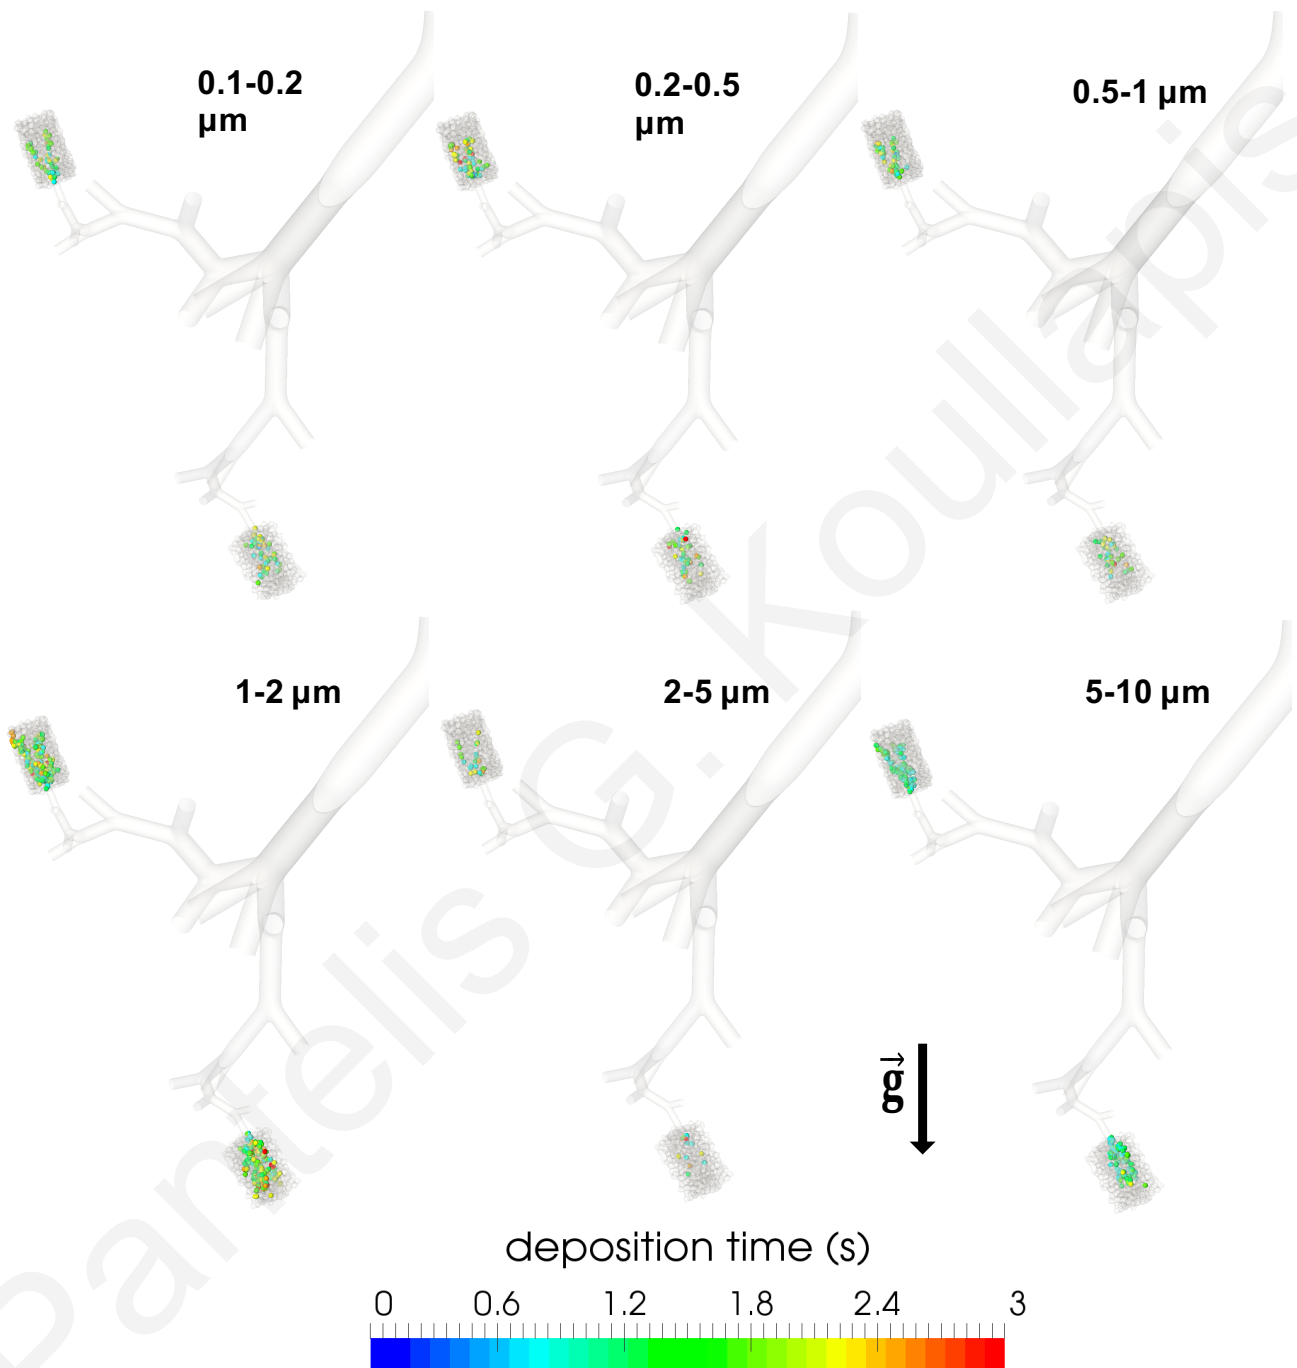 0.1-0.2
µm
0.2-0.5
µm
0.5-1 µm
1-2 µm
2-5 µm
5-10 µm
g
deposition time (s)
0 0.6 1.2 1.8 2.4 3
Pantelis G. Koullapis